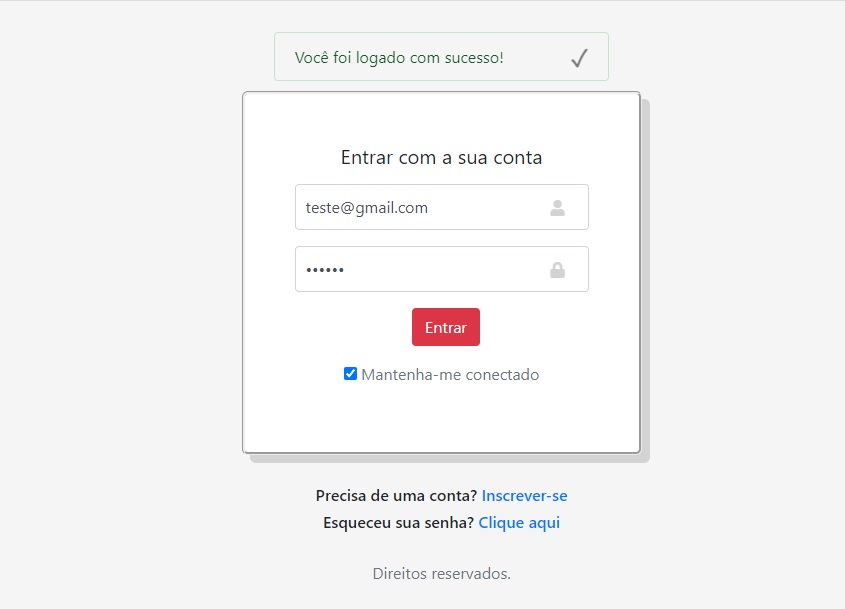 Você foi logado com sucesso!
Entrar com a sua conta
teste@gmail.com
••••••
Entrar
Mantenha-me conectado
Precisa de uma conta? Inscrever-se
Esqueceu sua senha? Clique aqui
Direitos reservados.